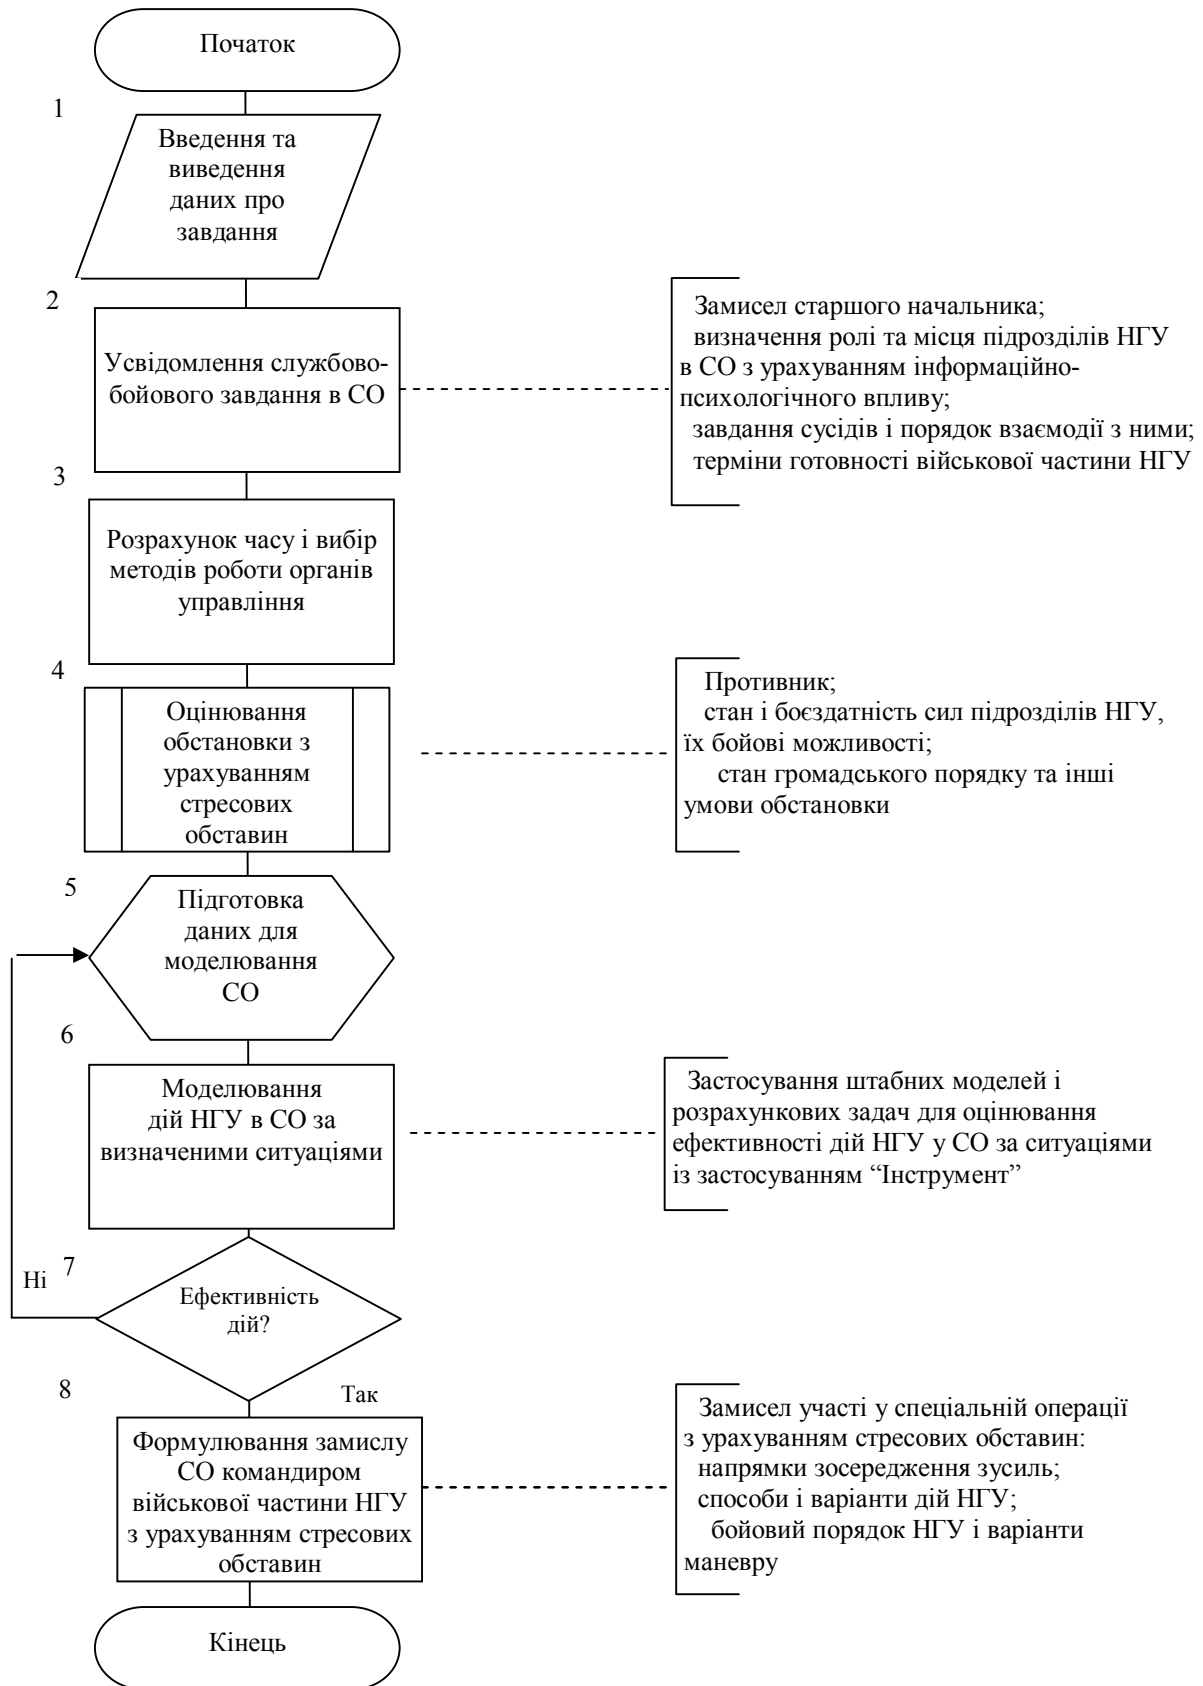 Початок
1
Введення та
виведення
даних про
завдання
2
Усвідомлення службово-
бойового завдання в СО
Замисел старшого начальника;
визначення ролі та місця підрозділів НГУ
в СО з урахуванням інформаційно-
психологічного впливу;
завдання сусідів і порядок взаємодії з ними;
терміни готовності військової частини НГУ
3
Розрахунок часу і вибір
методів роботи органів
управління
4
Оцінювання
обстановки з
урахуванням
стресових
обставин
Противник;
стан і боєздатність сил підрозділів НГУ,
їх бойові можливості;
стан громадського порядку та інші
умови обстановки
5
Підготовка
даних для
моделювання
СО
6
Моделювання
дій НГУ в СО за
визначеними ситуаціями
Застосування штабних моделей і
розрахункових задач для оцінювання
ефективності дій НГУ у СО за ситуаціями
із застосуванням “Інструмент”
7
Ні
Ефективність
дій?
Так
8
Формулювання замислу
СО командиром
військової частини НГУ
з урахуванням стресових
обставин
Замисел участі у спеціальній операції
з урахуванням стресових обставин:
напрямки зосередження зусиль;
способи і варіанти дій НГУ;
бойовий порядок НГУ і варіанти
маневру
Кінець